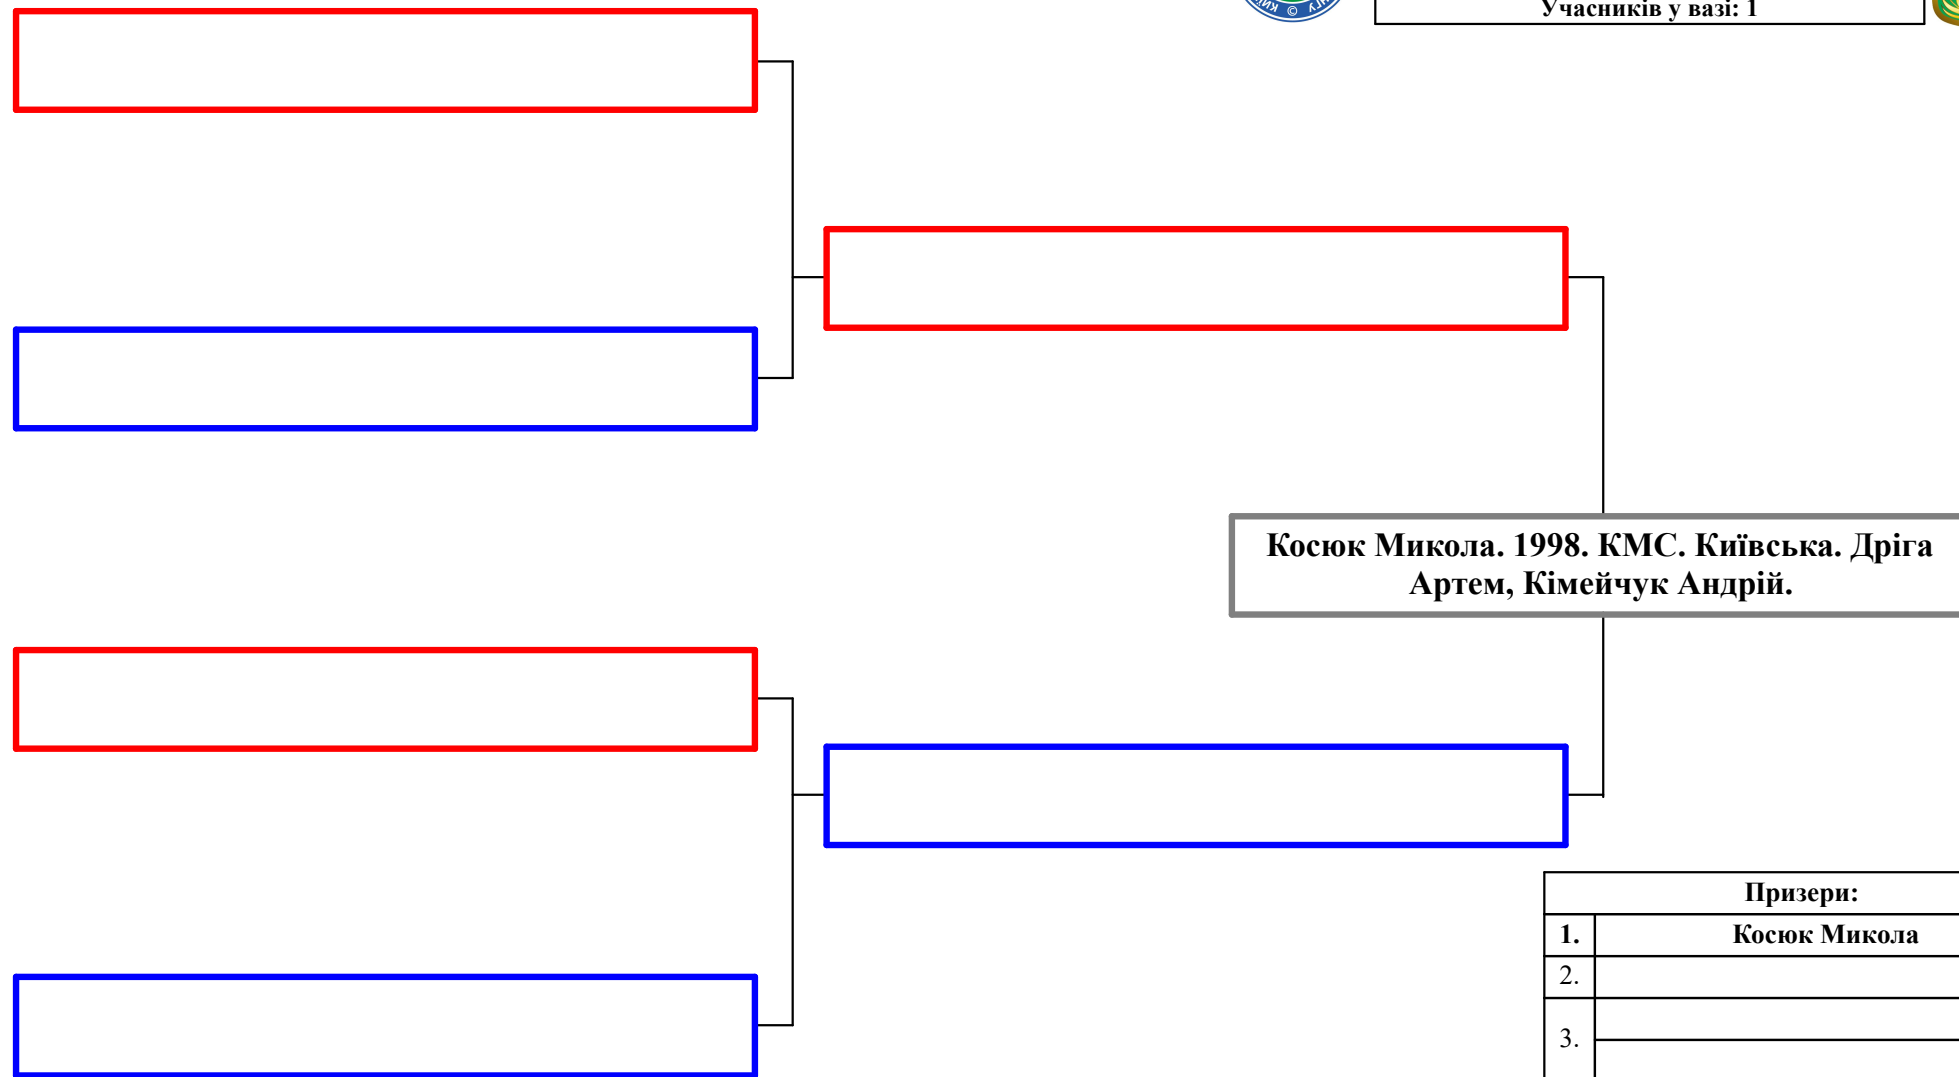 Учасників у вазі: 1
Косюк Микола. 1998. КМС. Київська. Дріга
Артем, Кімейчук Андрій.
Призери:
1. Косюк Микола
2.
3.